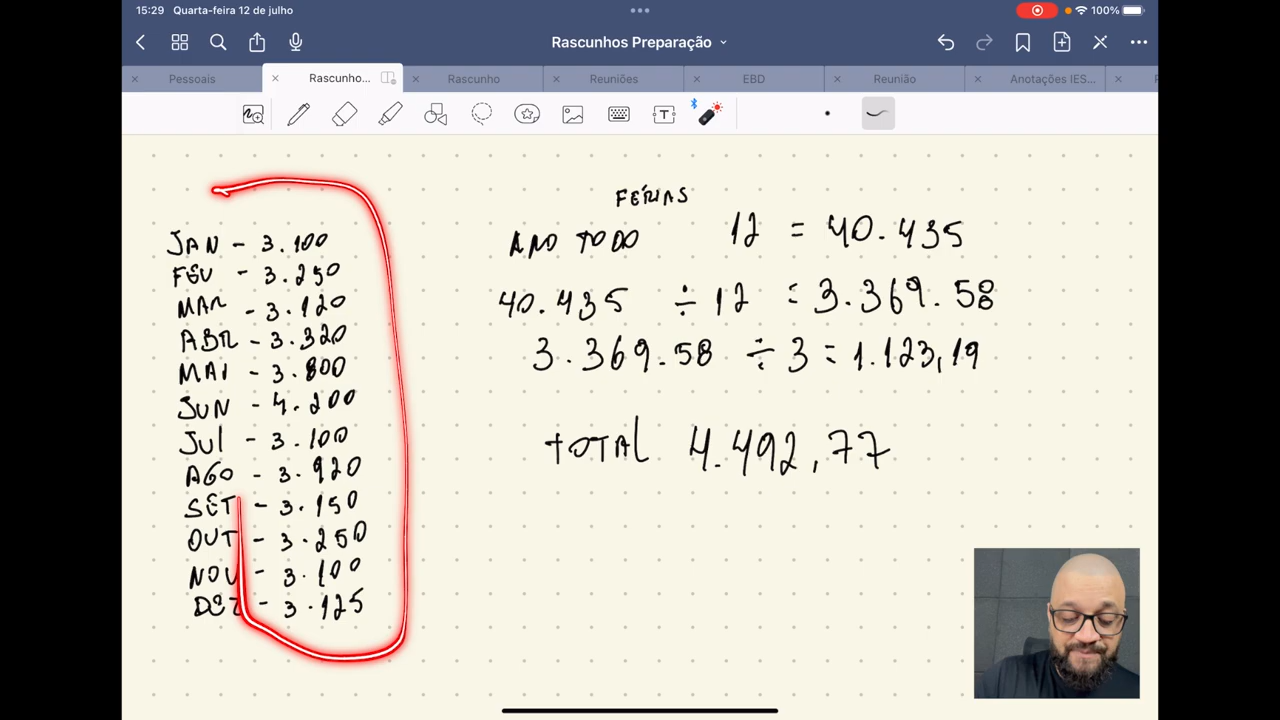 15:29 Quarta-feira 12 de julho
100%
Rascunhos Preparação
Pessoais
Rascunho...
Rascunho
Reuniões
EBD
Reunião
Anotações IES...
JAN - 3.100
FEV - 3.250
MAR - 3.120
ABR - 3.320
MAI - 3.800
JUN - 4.200
JUl - 3.100
AGO - 3.920
SET - 3.150
OUT - 3.250
NOV - 3.100
DEZ - 3.125
FÉRIAS
ANO TODO 12 = 40.435
40.435 ÷ 12 = 3.369.58
3.369.58 ÷ 3 = 1.123,19
TOTAL 4.492,77